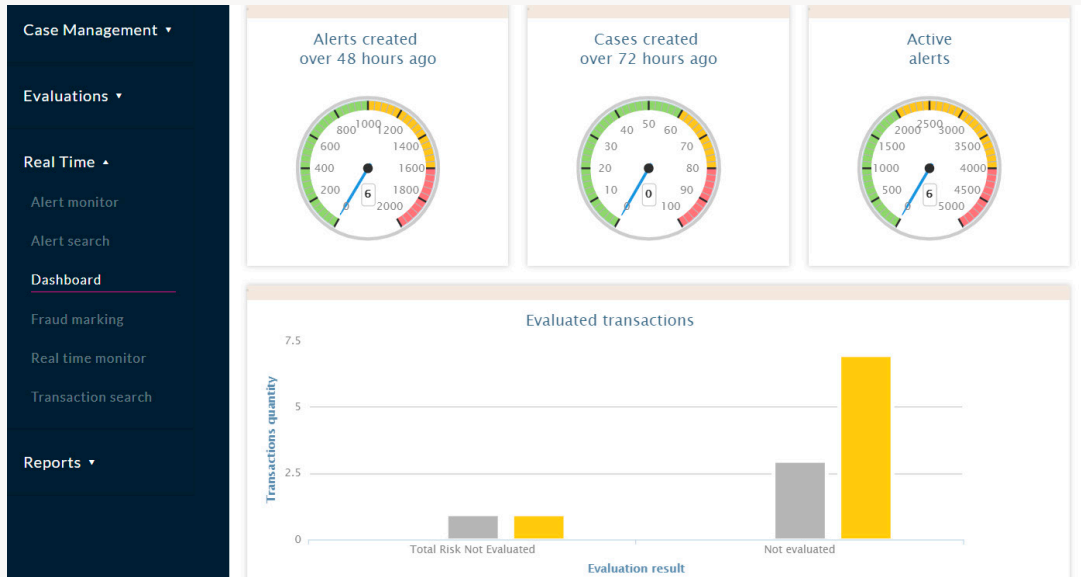 Case Management ▾
Evaluations ▾
Real Time ▴
Alert monitor
Alert search
Dashboard
Fraud marking
Real time monitor
Transaction search
Reports ▾
Alerts created
over 48 hours ago
0
200
400
600
800
1000
1200
1400
1600
1800
2000
6
Cases created
over 72 hours ago
0
10
20
30
40
50
60
70
80
90
100
0
Active
alerts
0
500
1000
1500
2000
2500
3000
3500
4000
4500
5000
6
Evaluated transactions
Transactions quantity
7.5
5
2.5
0
Total Risk Not Evaluated
Not evaluated
Evaluation result